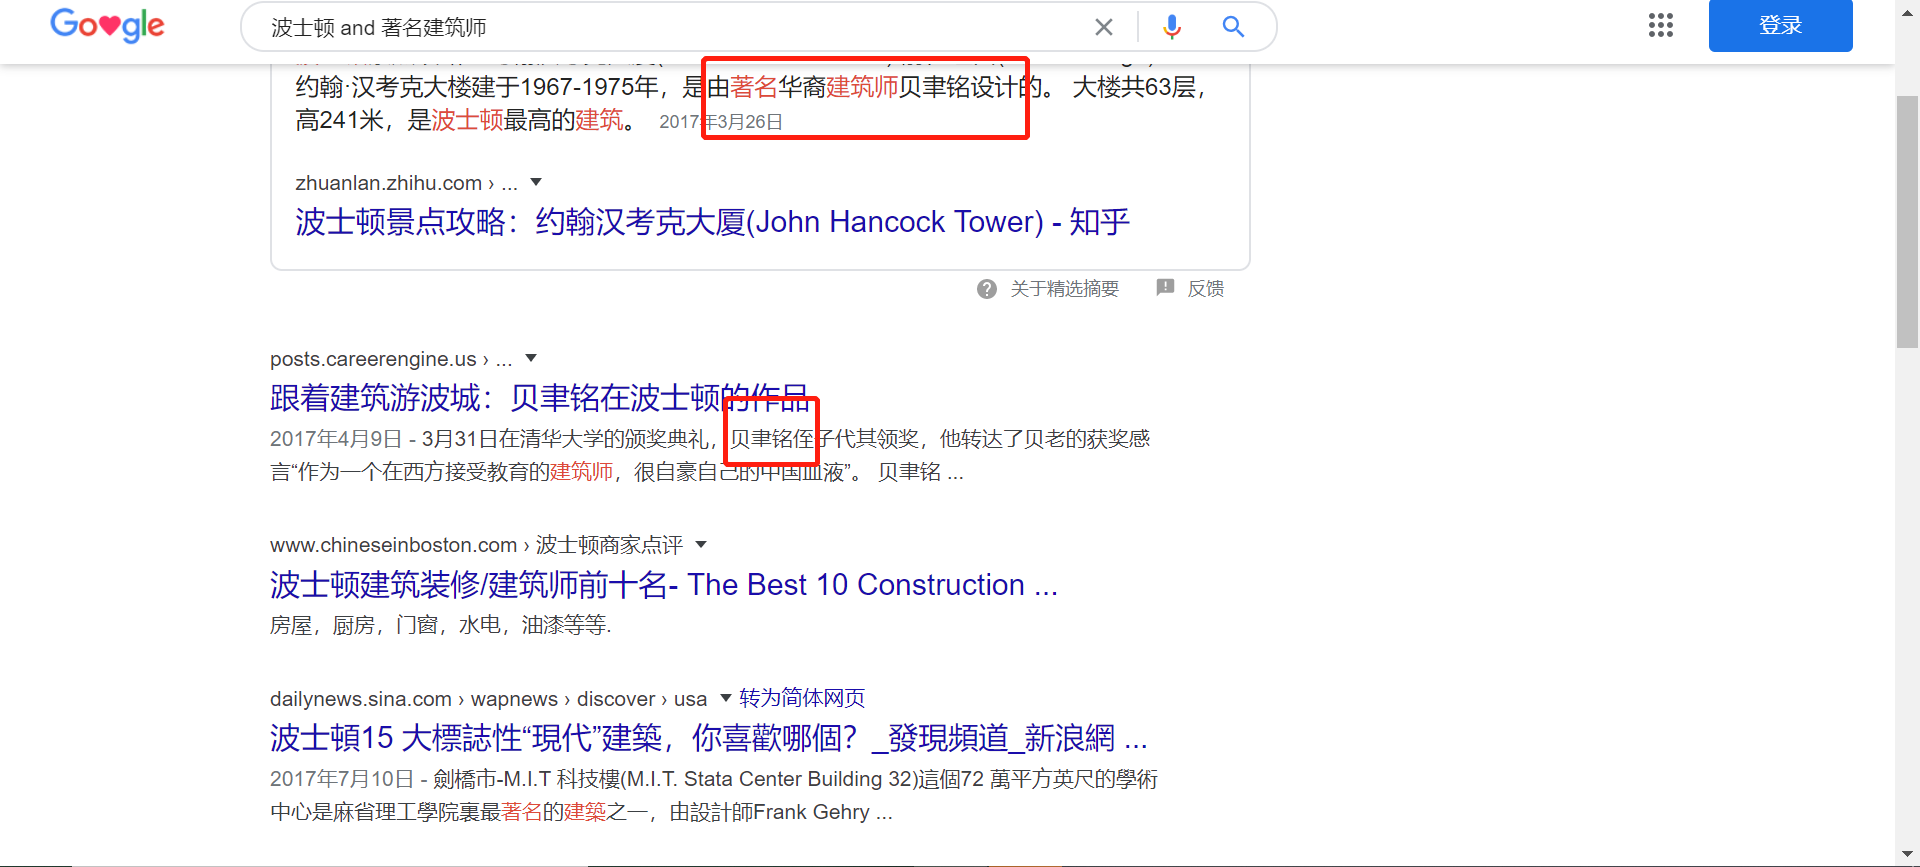 Google
波士顿 and 著名建筑师
登录
约翰·汉考克大楼建于1967-1975年，是由著名华裔建筑师贝聿铭设计的。 大楼共63层，
高241米，是波士顿最高的建筑。 2017年3月26日
zhuanlan.zhihu.com › ...
波士顿景点攻略：约翰汉考克大厦(John Hancock Tower) - 知乎
关于精选摘要 反馈
posts.careerengine.us › ...
跟着建筑游波城：贝聿铭在波士顿的作品
2017年4月9日 - 3月31日在清华大学的颁奖典礼，贝聿铭侄子代其领奖，他转达了贝老的获奖感
言“作为一个在西方接受教育的建筑师，很自豪自己的中国血液”。 贝聿铭 ...
www.chineseinboston.com › 波士顿商家点评
波士顿建筑装修/建筑师前十名- The Best 10 Construction ...
房屋，厨房，门窗，水电，油漆等等.
dailynews.sina.com › wapnews › discover › usa 转为简体网页
波士頓15 大標誌性“現代”建築，你喜歡哪個？_發現頻道_新浪網 ...
2017年7月10日 - 劍橋市-M.I.T 科技樓(M.I.T. Stata Center Building 32)這個72 萬平方英尺的學術
中心是麻省理工學院裏最著名的建築之一，由設計師Frank Gehry ...